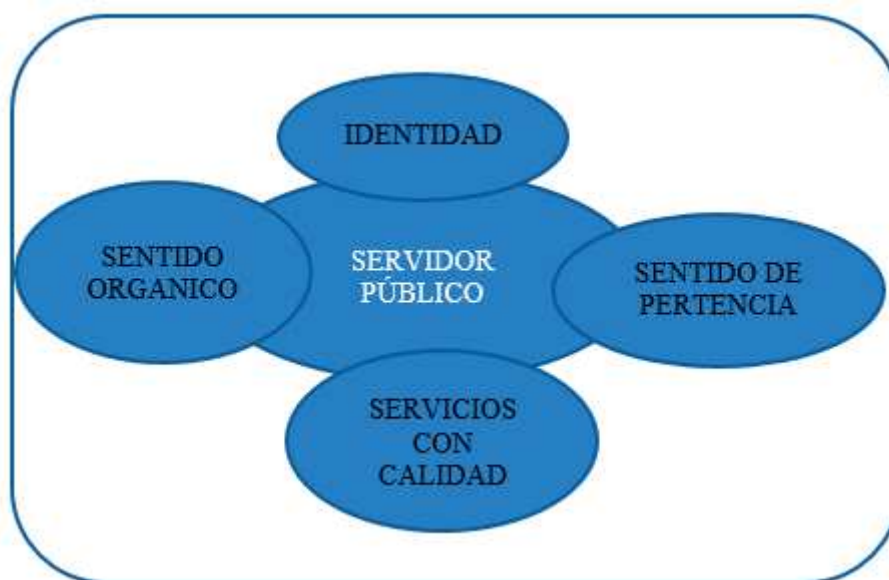 IDENTIDAD
SENTIDO
ORGANICO
SERVIDOR
PÚBLICO
SENTIDO DE
PERTENCIA
SERVICIOS
CON
CALIDAD